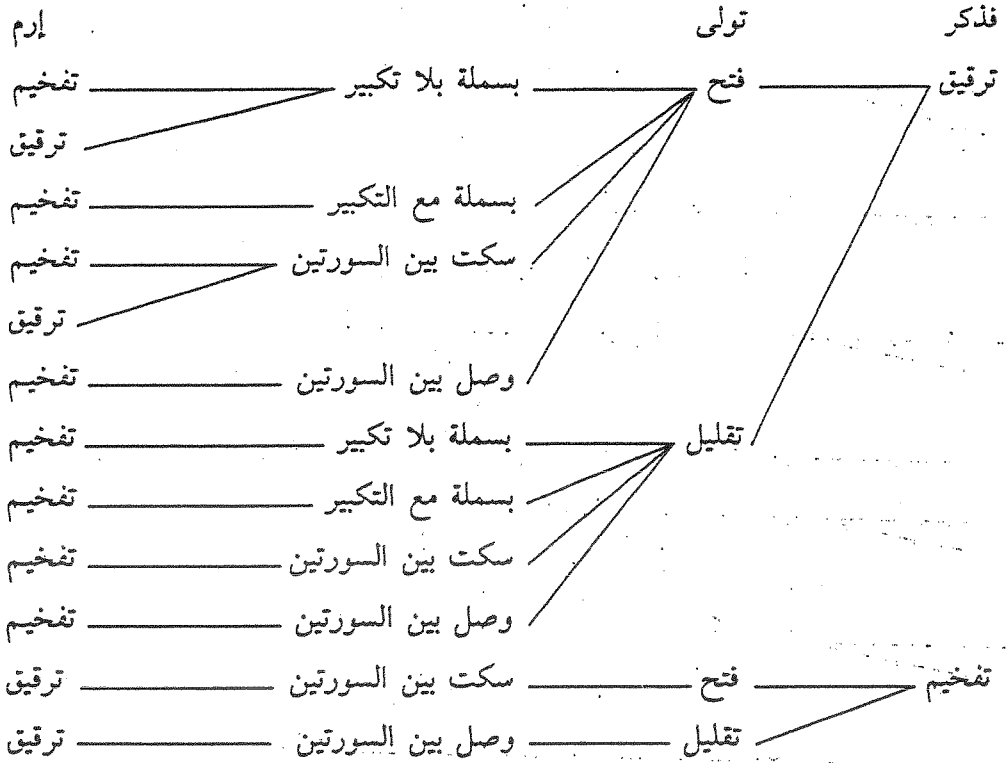 فذكر تولى إرم
ترقيق فتح بسملة بلا تكبير تفخيم
ترقيق
بسملة مع التكبير تفخيم
سكت بين السورتين تفخيم
ترقيق
وصل بين السورتين تفخيم
تقليل بسملة بلا تكبير تفخيم
بسملة مع التكبير تفخيم
سكت بين السورتين تفخيم
وصل بين السورتين تفخيم
تفخيم فتح سكت بين السورتين ترقيق
تقليل وصل بين السورتين ترقيق